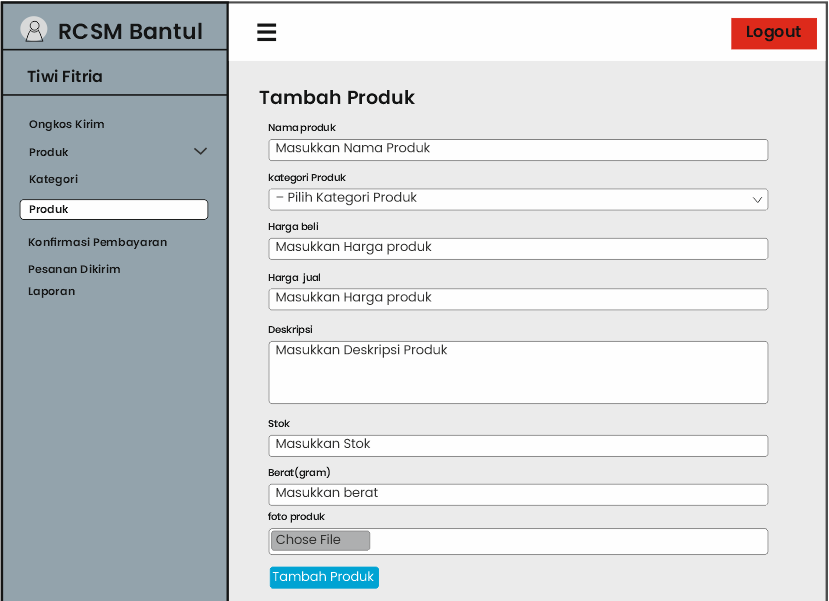 RCSM Bantul
Logout
Tiwi Fitria
Ongkos Kirim
Produk
Kategori
Produk
Konfirmasi Pembayaran
Pesanan Dikirim
Laporan
Tambah Produk
Nama produk
Masukkan Nama Produk
kategori Produk
– Pilih Kategori Produk
Harga beli
Masukkan Harga produk
Harga jual
Masukkan Harga produk
Deskripsi
Masukkan Deskripsi Produk
Stok
Masukkan Stok
Berat(gram)
Masukkan berat
foto produk
Chose File
Tambah Produk